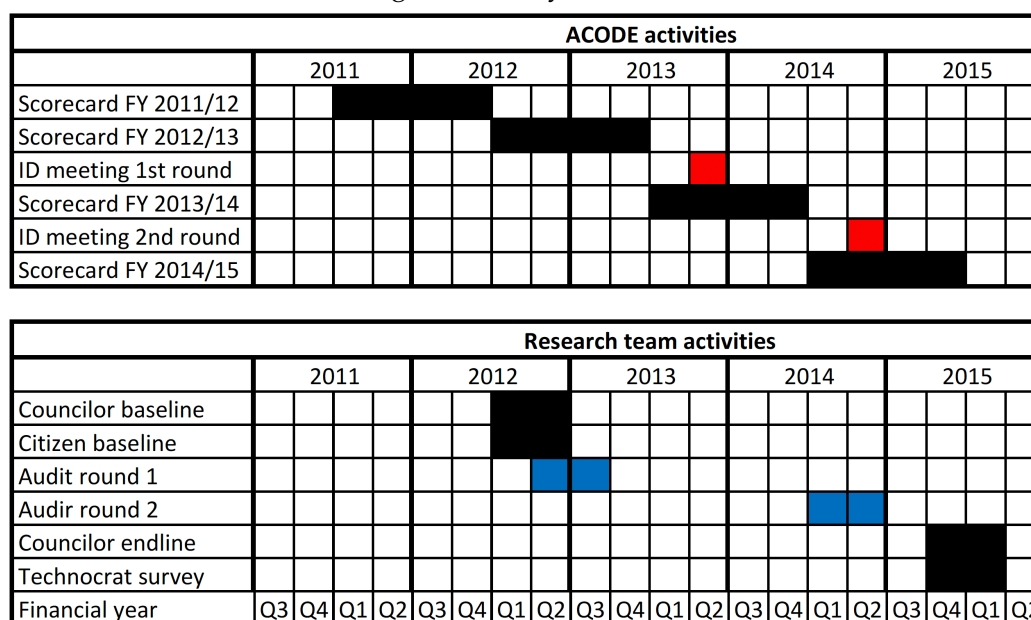 ACODE activities
2011 2012 2013 2014 2015
Scorecard FY 2011/12
Scorecard FY 2012/13
ID meeting 1st round
Scorecard FY 2013/14
ID meeting 2nd round
Scorecard FY 2014/15
Research team activities
2011 2012 2013 2014 2015
Councilor baseline
Citizen baseline
Audit round 1
Audir round 2
Councilor endline
Technocrat survey
Financial year Q3 Q4 Q1 Q2 Q3 Q4 Q1 Q2 Q3 Q4 Q1 Q2 Q3 Q4 Q1 Q2 Q3 Q4 Q1 Q2